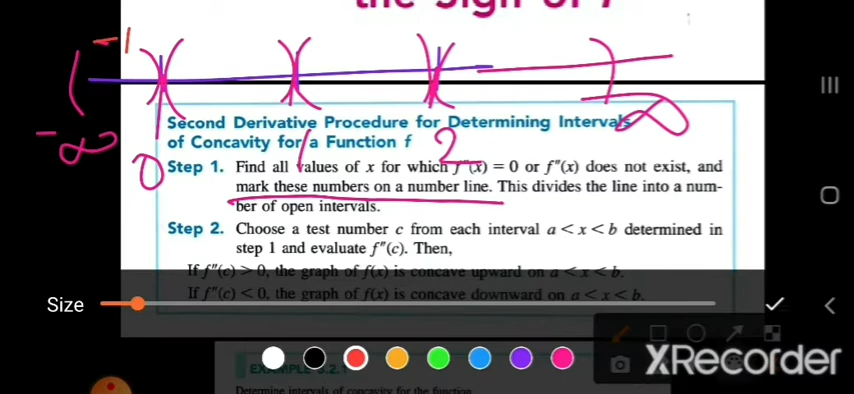 the Sign of f
-1
-∞ 0 1 2 ∞
Second Derivative Procedure for Determining Intervals
of Concavity for a Function f
Step 1. Find all values of x for which f″(x) = 0 or f″(x) does not exist, and
mark these numbers on a number line. This divides the line into a num-
ber of open intervals.
Step 2. Choose a test number c from each interval a < x < b determined in
step 1 and evaluate f″(c). Then,
If f″(c) > 0, the graph of f(x) is concave upward on a < x < b.
If f″(c) < 0, the graph of f(x) is concave downward on a < x < b.
Size
XRecorder
EXAMPLE 3.2.1
Determine intervals of concavity for the function